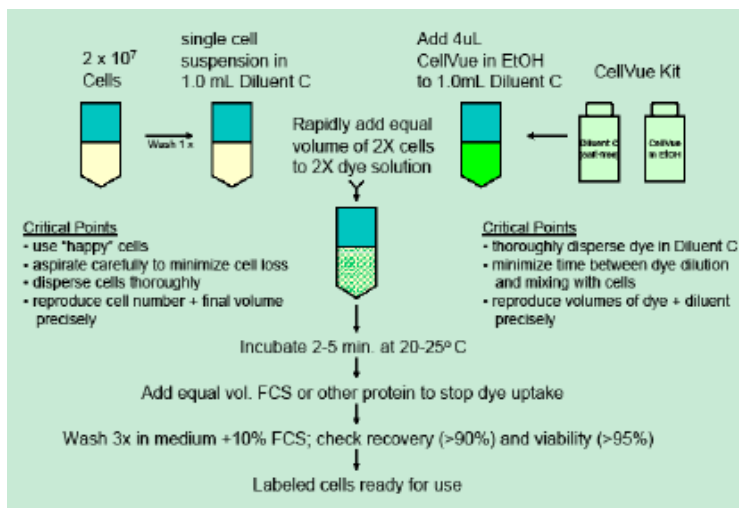 2 x 10⁷
Cells
single cell
suspension in
1.0 mL Diluent C
Add 4uL
CellVue in EtOH
to 1.0mL Diluent C
CellVue Kit
Wash 1 x
Rapidly add equal
volume of 2X cells
to 2X dye solution
Diluent C
CellVue
in EtOH
Critical Points
- use "happy" cells
- aspirate carefully to minimize cell loss
- disperse cells thoroughly
- reproduce cell number + final volume
precisely
Critical Points
- thoroughly disperse dye in Diluent C
- minimize time between dye dilution
and mixing with cells
- reproduce volumes of dye + diluent
precisely
Incubate 2-5 min. at 20-25º C
Add equal vol. FCS or other protein to stop dye uptake
Wash 3x in medium +10% FCS; check recovery (>90%) and viability (>95%)
Labeled cells ready for use